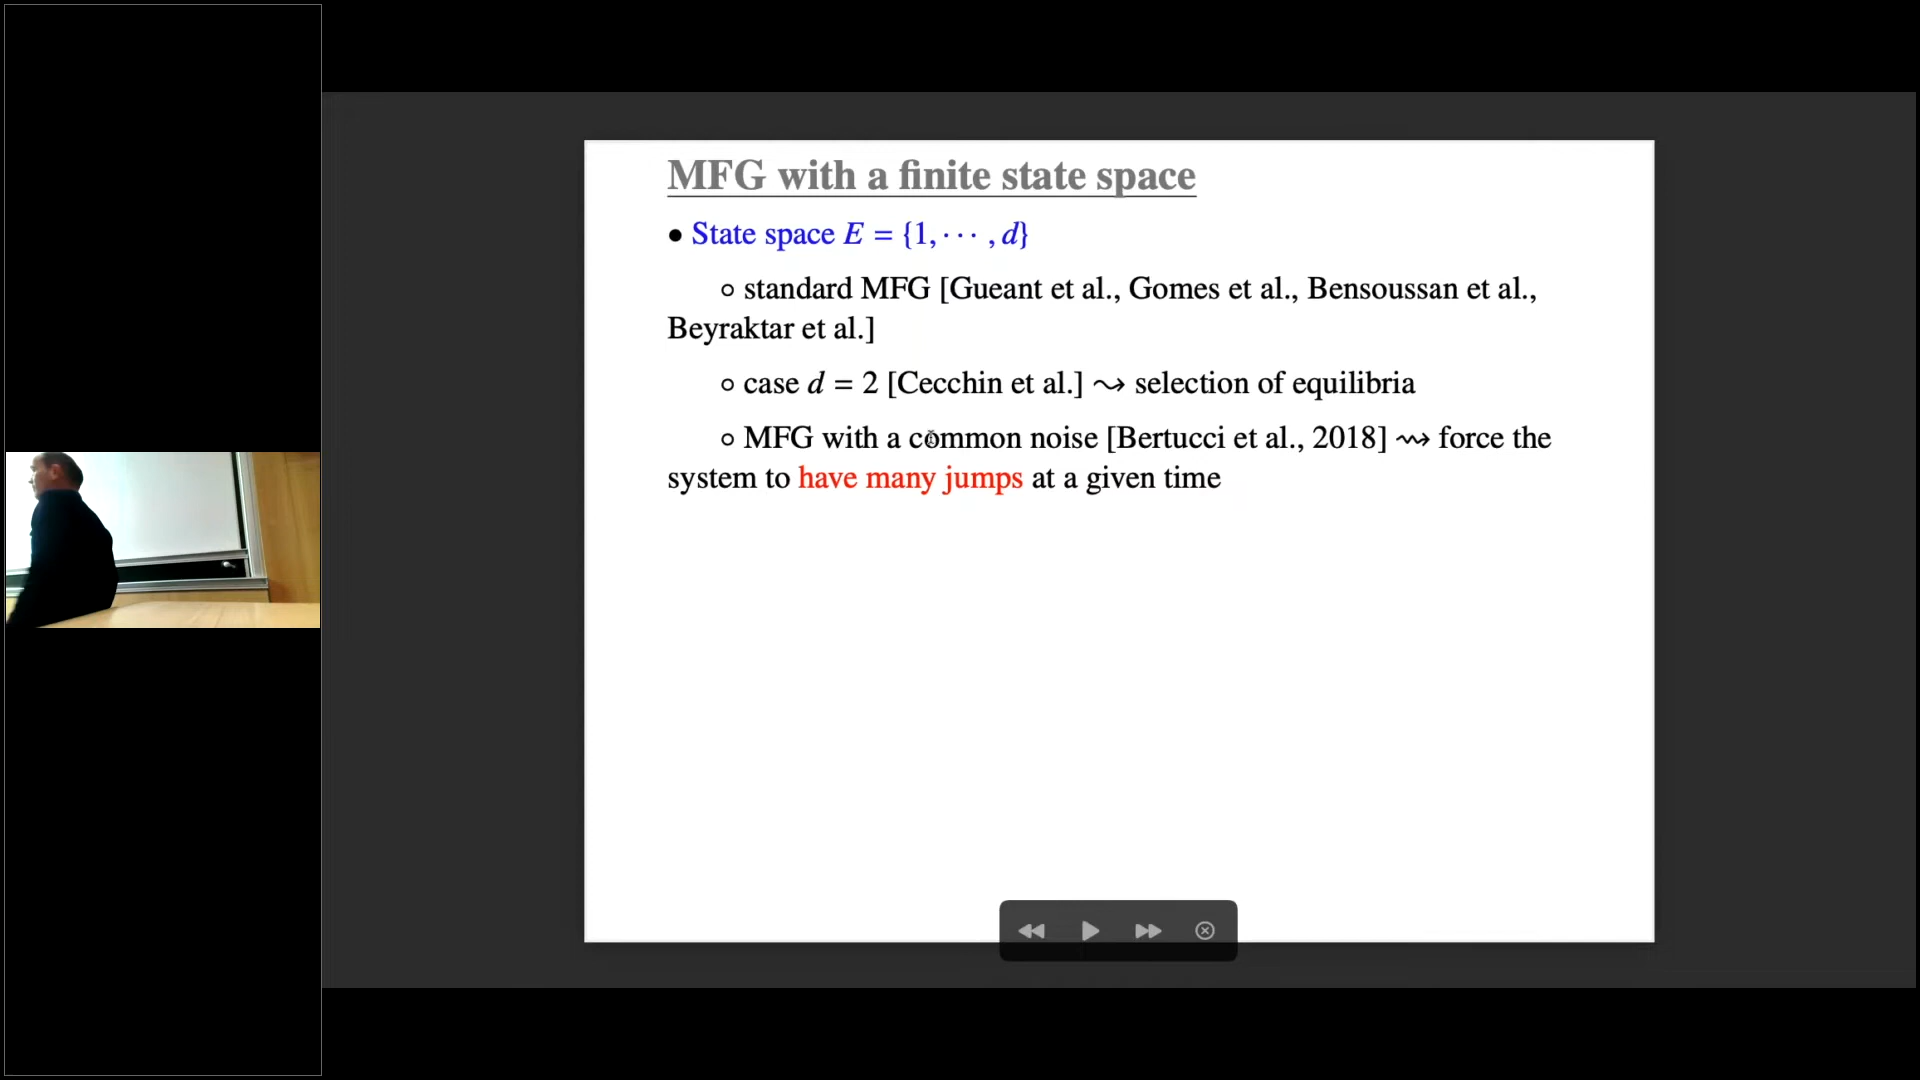 MFG with a finite state space
• State space E = {1, ··· , d}
◦ standard MFG [Gueant et al., Gomes et al., Bensoussan et al.,
Beyraktar et al.]
◦ case d = 2 [Cecchin et al.] ⇝ selection of equilibria
◦ MFG with a common noise [Bertucci et al., 2018] ⇝ force the
system to have many jumps at a given time